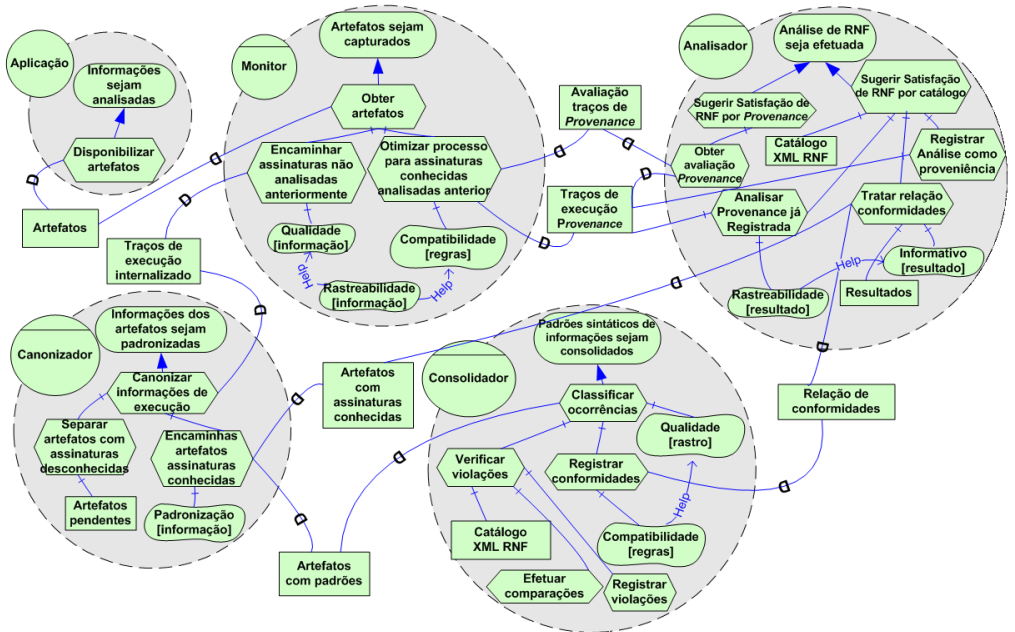 Aplicação
Informações
sejam
analisadas
Disponibilizar
artefatos
Artefatos
Monitor
Artefatos sejam
capturados
Obter
artefatos
Encaminhar
assinaturas não
analisadas
anteriormente
Otimizar processo
para assinaturas
conhecidas
analisadas anterior
Qualidade
[informação]
Compatibilidade
[regras]
Rastreabilidade
[informação]
Help
Help
Avaliação
traços de
Provenance
Traços de
execução
Provenance
Analisador
Análise de RNF
seja efetuada
Sugerir Satisfação de
RNF por Provenance
Sugerir Satisfação
de RNF por catálogo
Obter
avaliação
Provenance
Catálogo
XML RNF
Registrar
Análise como
proveniência
Analisar
Provenance já
Registrada
Tratar relação
conformidades
Informativo
[resultado]
Help
Rastreabilidade
[resultado]
Resultados
Traços de
execução
internalizado
Canonizador
Informações dos
artefatos sejam
padronizadas
Canonizar
informações de
execução
Separar
artefatos com
assinaturas
desconhecidas
Encaminhas
artefatos
assinaturas
conhecidas
Artefatos
pendentes
Padronização
[informação]
Artefatos
com
assinaturas
conhecidas
Artefatos
com padrões
Consolidador
Padrões sintáticos de
informações sejam
consolidados
Classificar
ocorrências
Qualidade
[rastro]
Verificar
violações
Registrar
conformidades
Help
Catálogo
XML RNF
Compatibilidade
[regras]
Efetuar
comparações
Registrar
violações
Relação de
conformidades
D
D
D
D
D
D
D
D
D
D
D
D
D
D